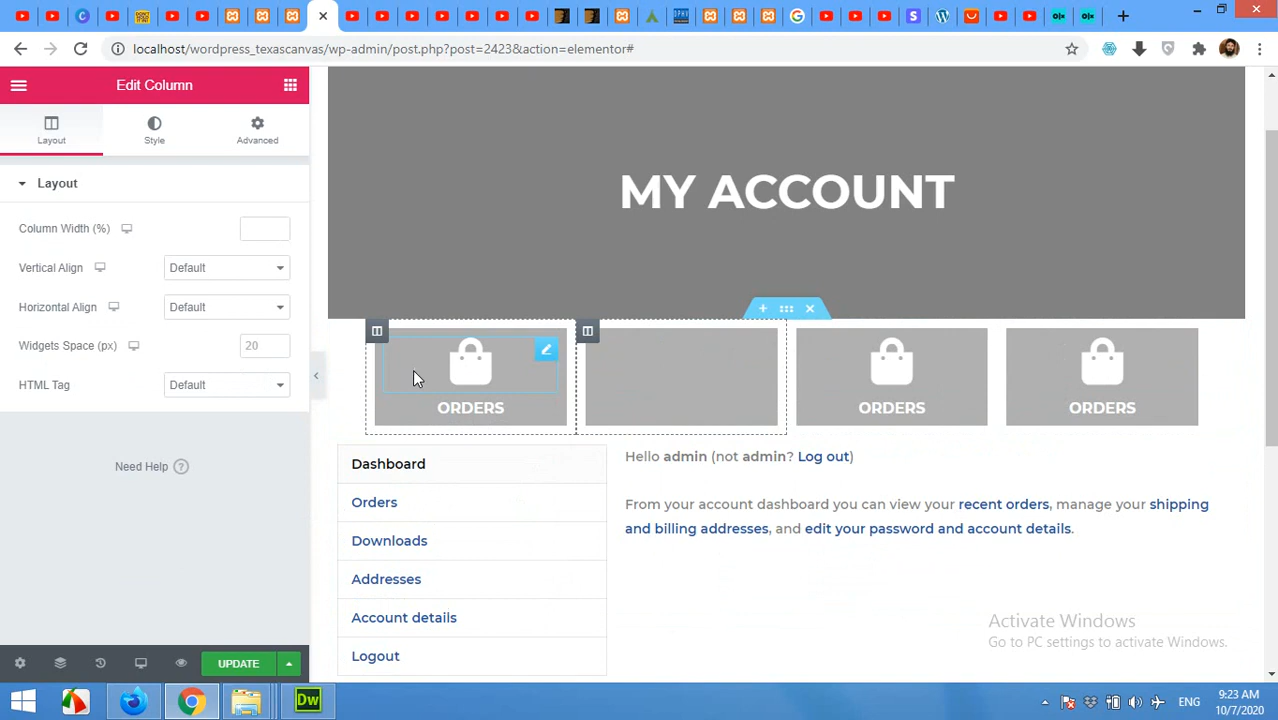 localhost/wordpress_texascanvas/wp-admin/post.php?post=2423&action=elementor#
Edit Column
Layout
Style
Advanced
Layout
Column Width (%)
Vertical Align
Default
Horizontal Align
Default
Widgets Space (px)
20
HTML Tag
Default
Need Help ?
UPDATE
MY ACCOUNT
ORDERS
ORDERS
ORDERS
Dashboard
Orders
Downloads
Addresses
Account details
Logout
Hello admin (not admin? Log out)
From your account dashboard you can view your recent orders, manage your shipping
and billing addresses, and edit your password and account details.
Activate Windows
Go to PC settings to activate Windows.
Dw
ENG
9:23 AM
10/7/2020